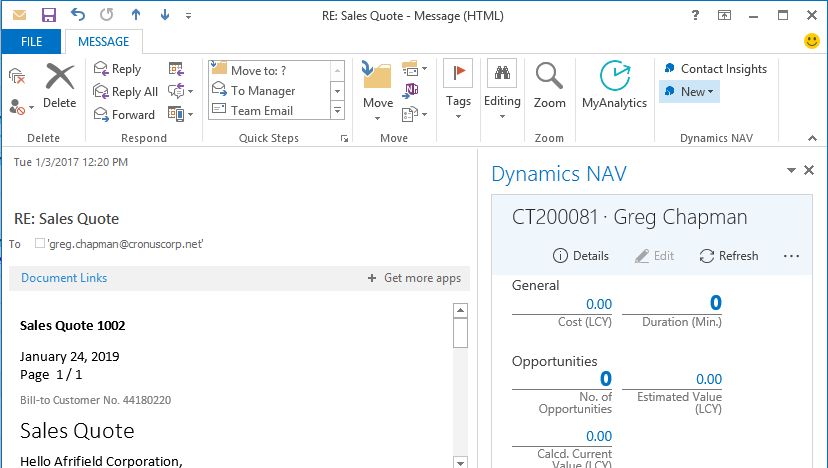 RE: Sales Quote - Message (HTML)
FILE
MESSAGE
Delete
Delete
Reply
Reply All
Forward
Respond
Move to: ?
To Manager
Team Email
Quick Steps
Move
Move
Tags
Editing
Zoom
Zoom
MyAnalytics
Contact Insights
New
Dynamics NAV
Tue 1/3/2017 12:20 PM
RE: Sales Quote
To 'greg.chapman@cronuscorp.net'
Document Links
+ Get more apps
Sales Quote 1002
January 24, 2019
Page 1 / 1
Bill-to Customer No. 44180220
Sales Quote
Hello Afrifield Corporation,
Dynamics NAV
CT200081 · Greg Chapman
Details Edit Refresh ...
General
0.00 0
Cost (LCY) Duration (Min.)
Opportunities
0 0.00
No. of Estimated Value
Opportunities (LCY)
0.00
Calcd. Current
Value (LCY)